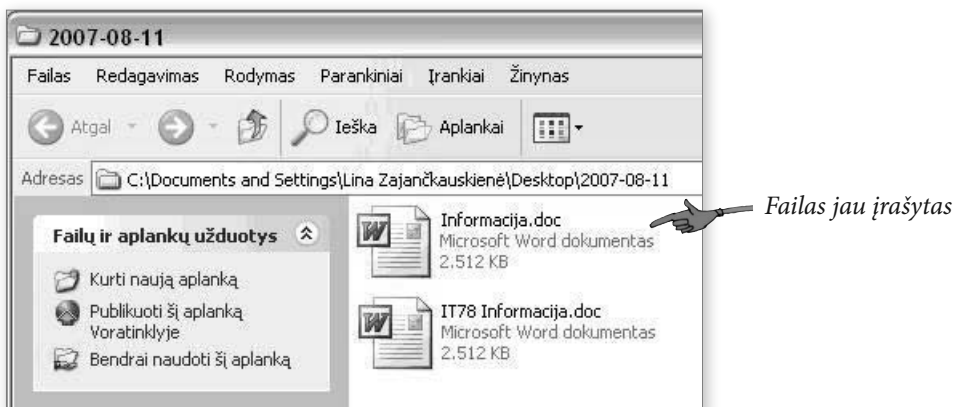 2007-08-11
Failas Redagavimas Rodymas Parankiniai Įrankiai Žinynas
Atgal Ieška Aplankai
Adresas C:\Documents and Settings\Lina Zajančkauskienė\Desktop\2007-08-11
Failų ir aplankų užduotys
Kurti naują aplanką
Publikuoti šį aplanką
Voratinklyje
Bendrai naudoti šį aplanką
Informacija.doc
Microsoft Word dokumentas
2.512 KB
IT78 Informacija.doc
Microsoft Word dokumentas
2.512 KB
Failas jau įrašytas